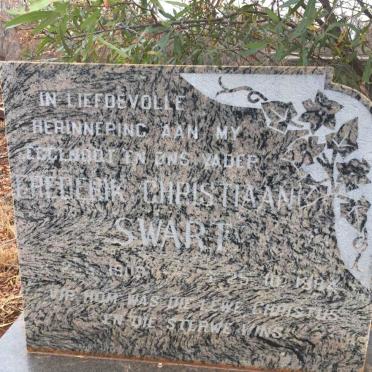 IN LIEFDEVOLLE
HERINNERING AAN MY
EGGENOOT EN ONS VADER
FREDERIK CHRISTIAAN
SWART
VIR HOM WAS DIE LEWE CHRISTUS
EN DIE STERWE WINS